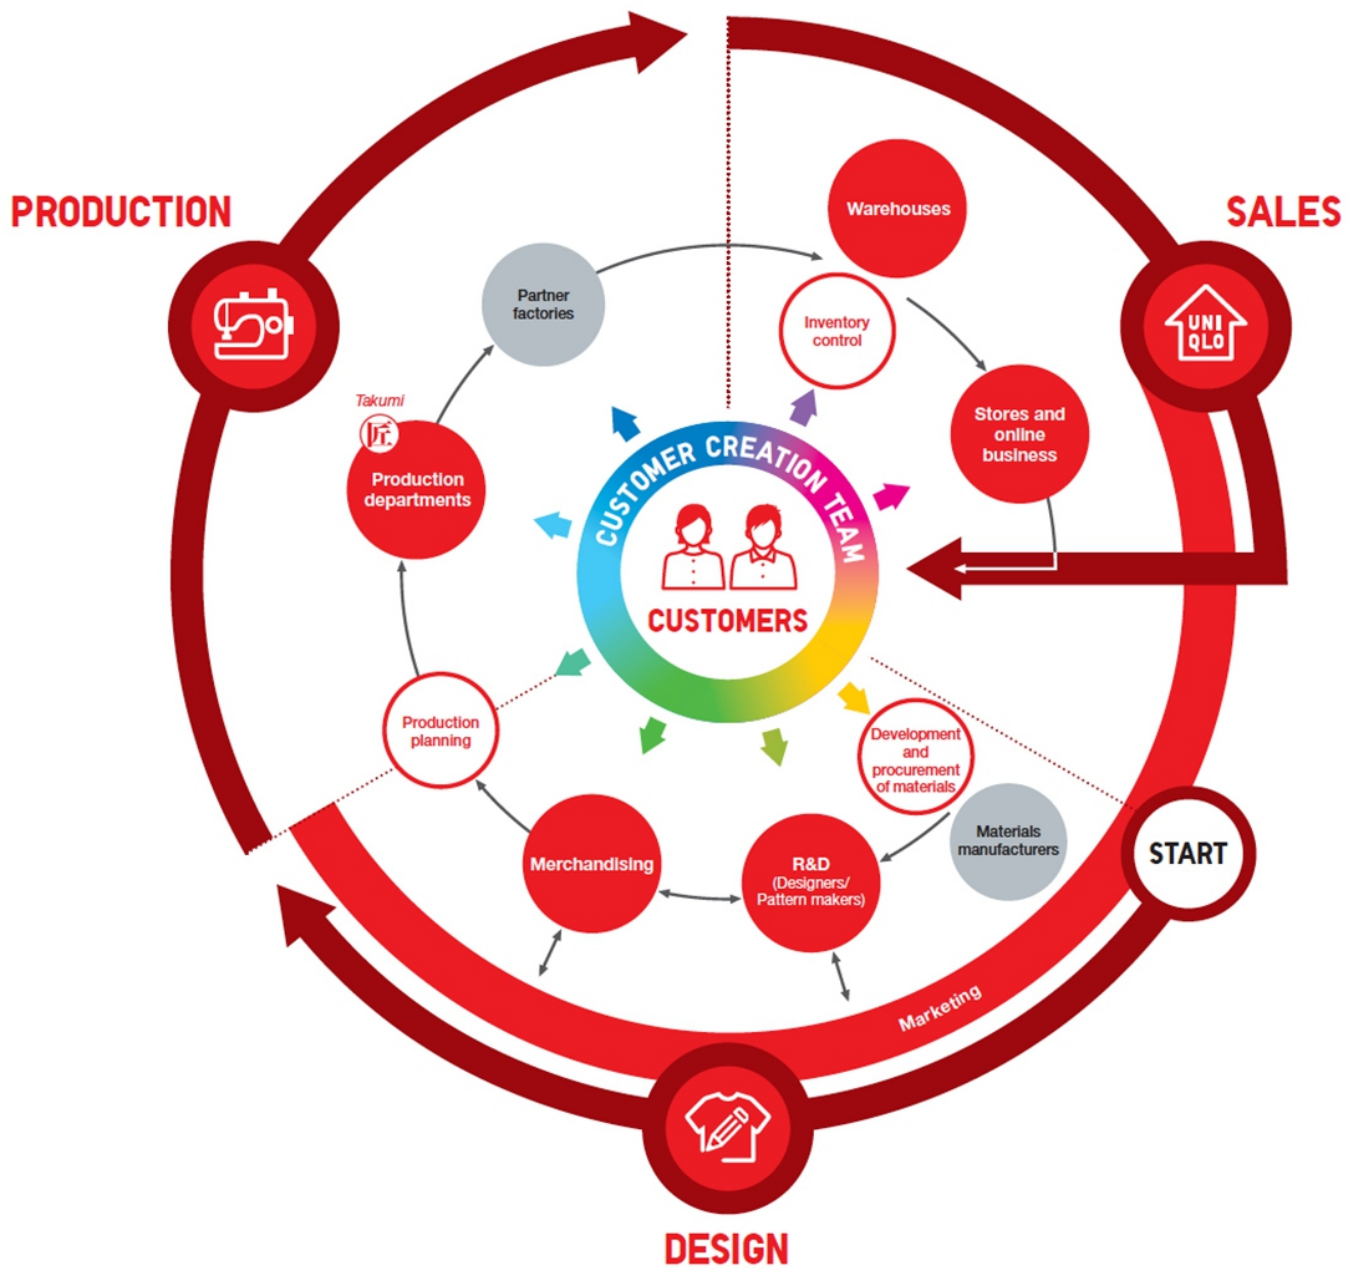 PRODUCTION
SALES
Warehouses
Partner
factories
Inventory
control
UNI
QLO
Takumi
匠
Stores and
online
business
Production
departments
CUSTOMER CREATION TEAM
CUSTOMERS
Production
planning
Development
and
procurement
of materials
Materials
manufacturers
START
Merchandising
R&D
(Designers/
Pattern makers)
Marketing
DESIGN